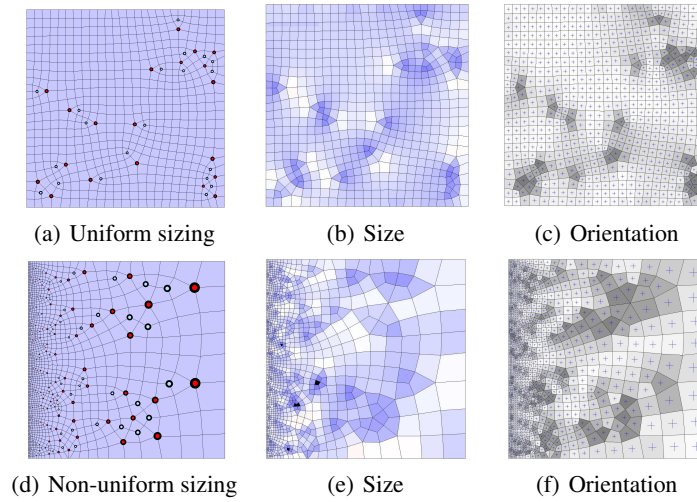 (a) Uniform sizing
(b) Size
(c) Orientation
(d) Non-uniform sizing
(e) Size
(f) Orientation